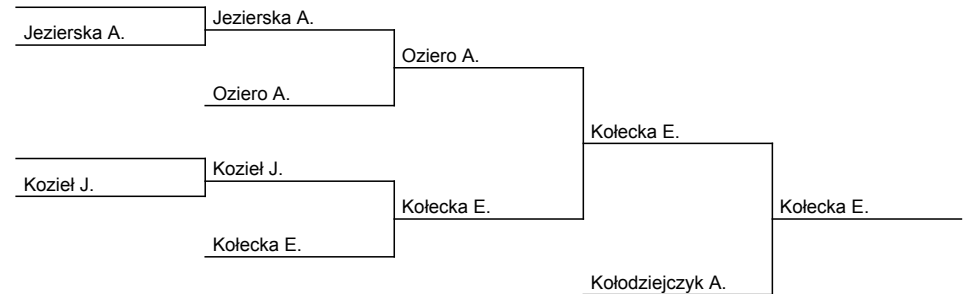 Jezierska A.
Jezierska A.
Oziero A.
Oziero A.
Kołecka E.
Kozieł J.
Kozieł J.
Kołecka E.
Kołecka E.
Kołecka E.
Kołodziejczyk A.